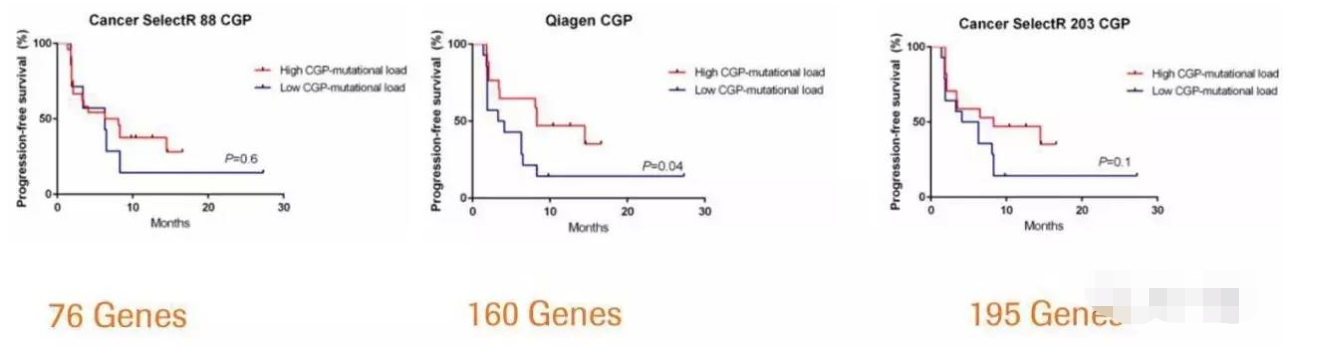 Cancer SelectR 88 CGP
Progression-free survival (%)
100
50
0
High CGP-mutational load
Low CGP-mutational load
P=0.6
0 10 20 30
Months
76 Genes
Qiagen CGP
Progression-free survival (%)
100
50
0
High CGP-mutational load
Low CGP-mutational load
P=0.04
0 10 20 30
Months
160 Genes
Cancer SelectR 203 CGP
Progression-free survival (%)
100
50
0
High CGP-mutational load
Low CGP-mutational load
P=0.1
0 10 20 30
Months
195 Genes